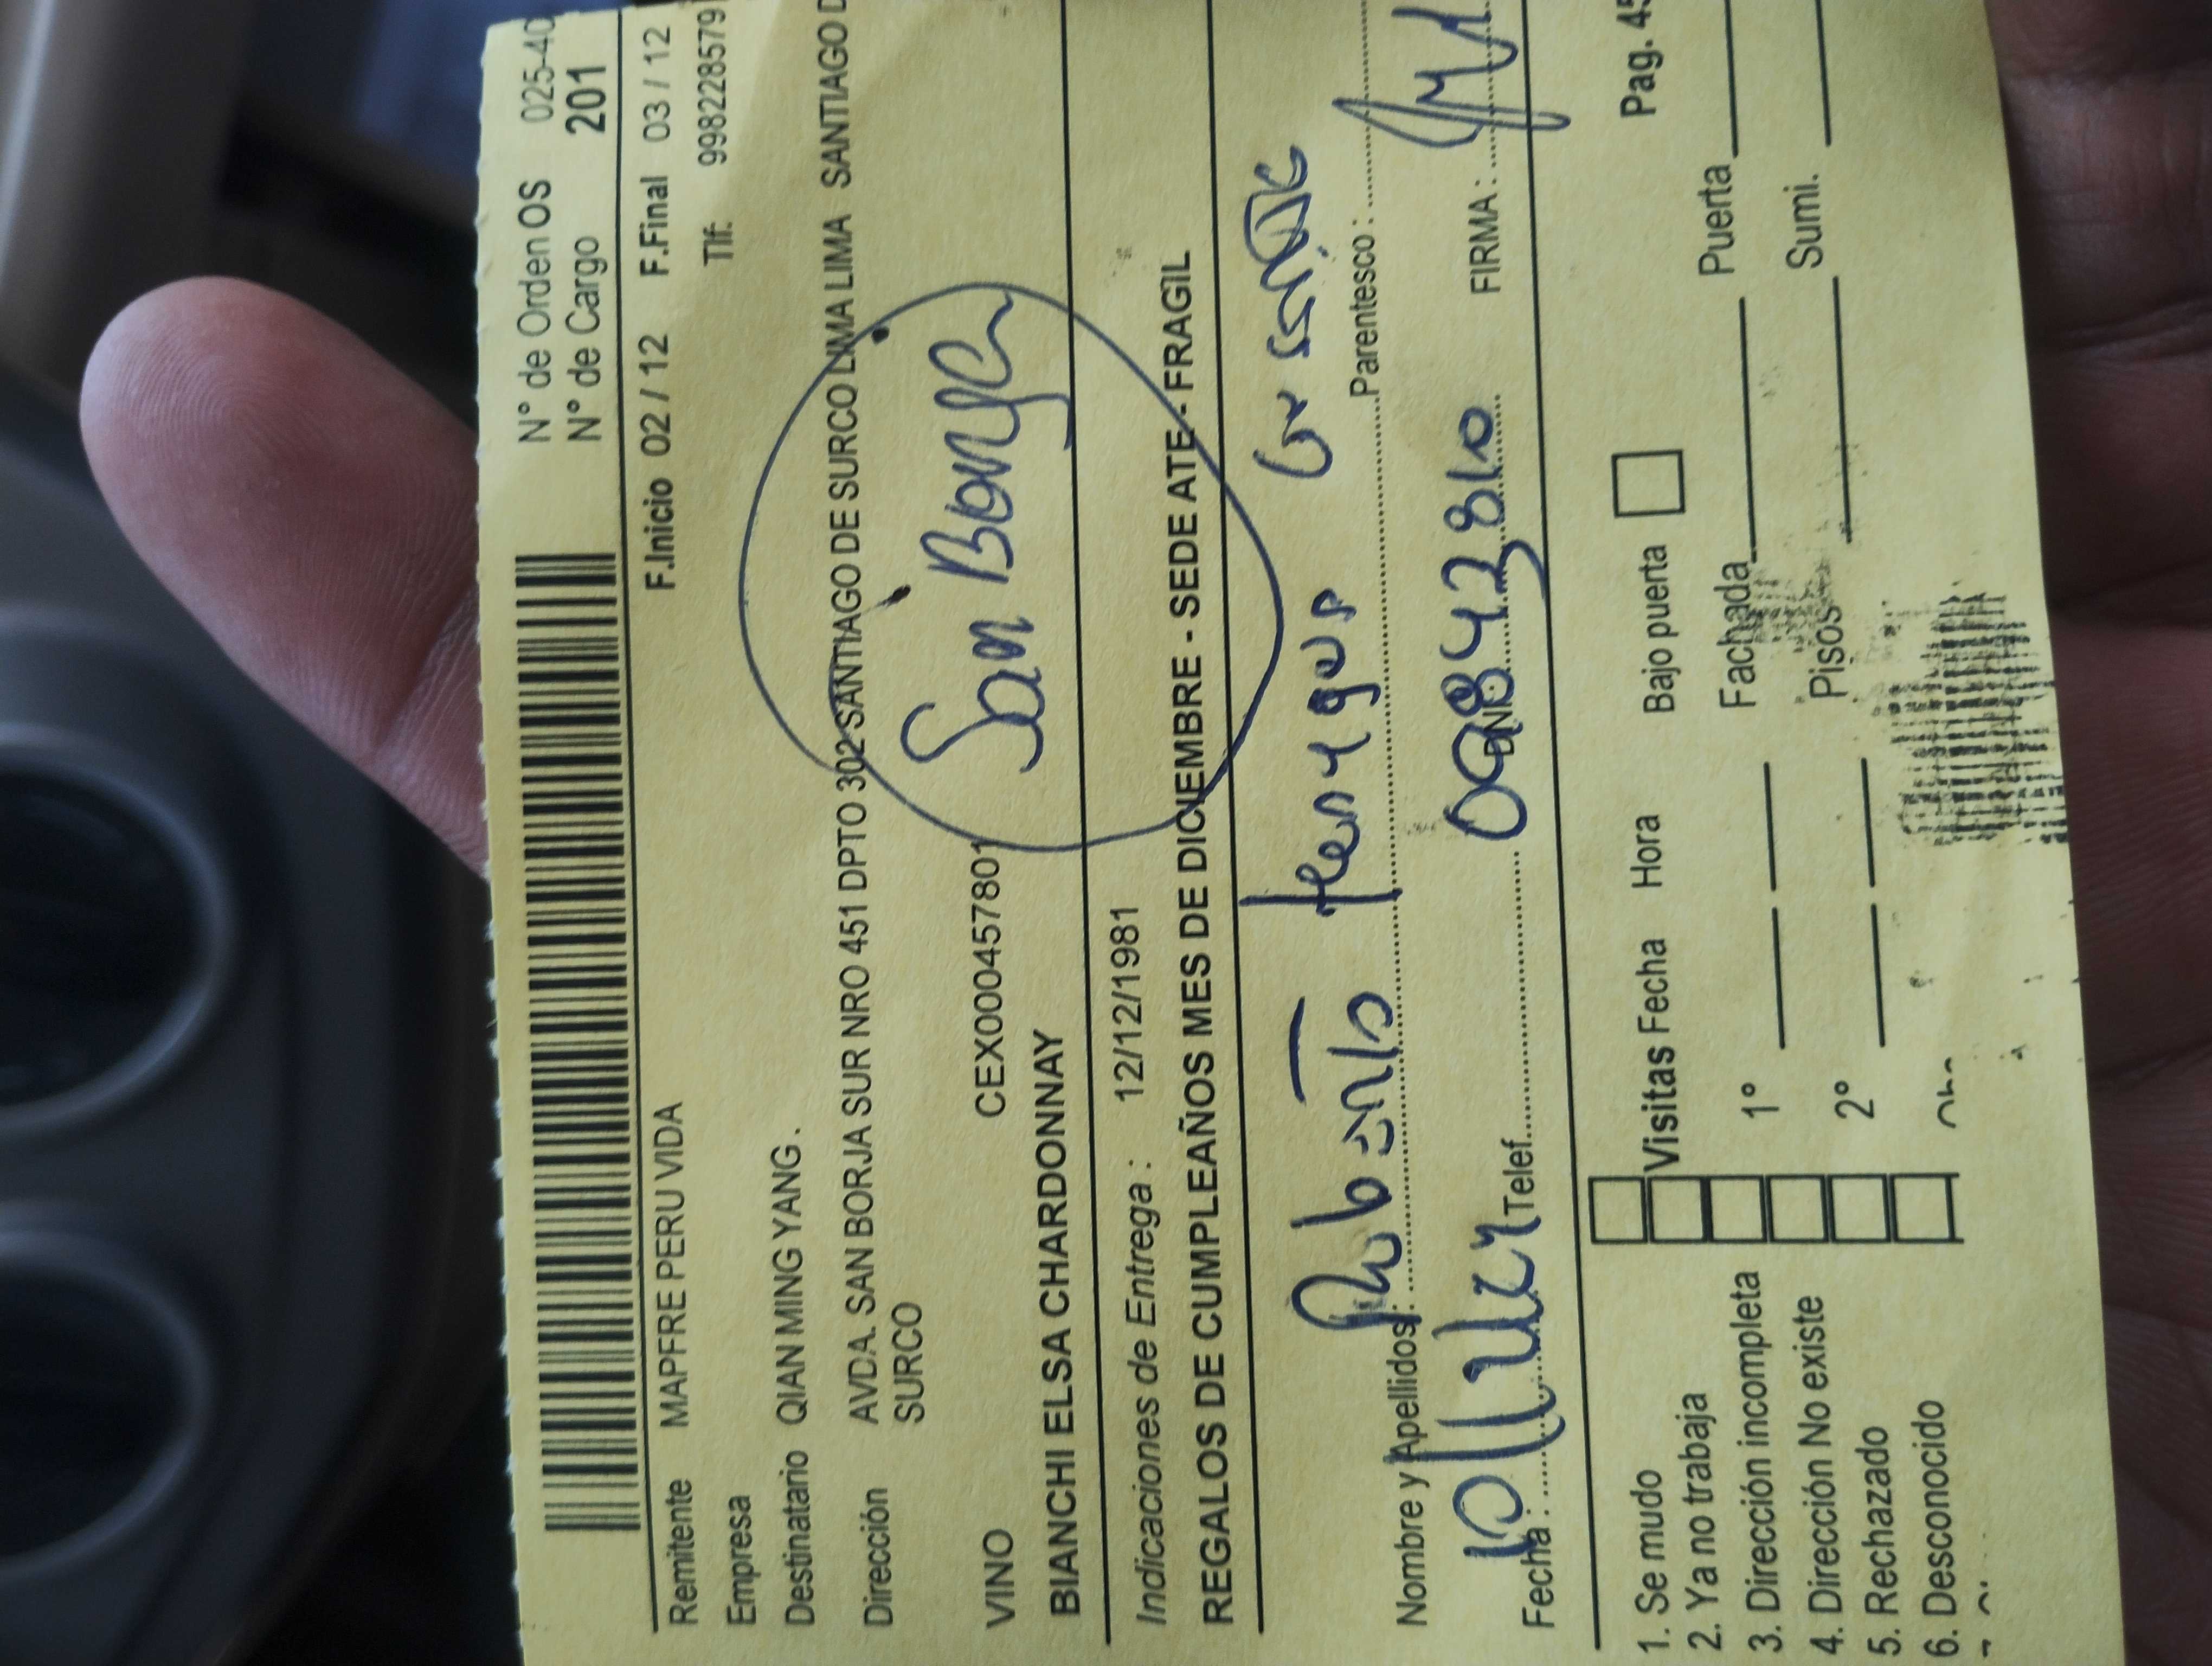 N° de Orden OS 025-40
N° de Cargo 201
F.Inicio 02 / 12 F.Final 03 / 12
Remitente MAPFRE PERU VIDA
Tlf: 998228579
Empresa
Destinatario QIAN MING YANG .
Dirección AVDA. SAN BORJA SUR NRO 451 DPTO 302 SANTIAGO DE SURCO LIMA LIMA SANTIAGO D
SURCO
San Borja
VINO CEX000457801
BIANCHI ELSA CHARDONNAY
Indicaciones de Entrega : 12/12/1981
REGALOS DE CUMPLEAÑOS MES DE DICIEMBRE - SEDE ATE - FRAGIL
Nombre y Apellidos: Parentesco :
Fecha : Telef. DNI: FIRMA :
Pag. 45
1. Se mudo Visitas Fecha Hora Bajo puerta
2. Ya no trabaja
3. Dirección incompleta 1° Fachada Puerta
4. Dirección No existe
5. Rechazado 2° Pisos Sumi.
6. Desconocido